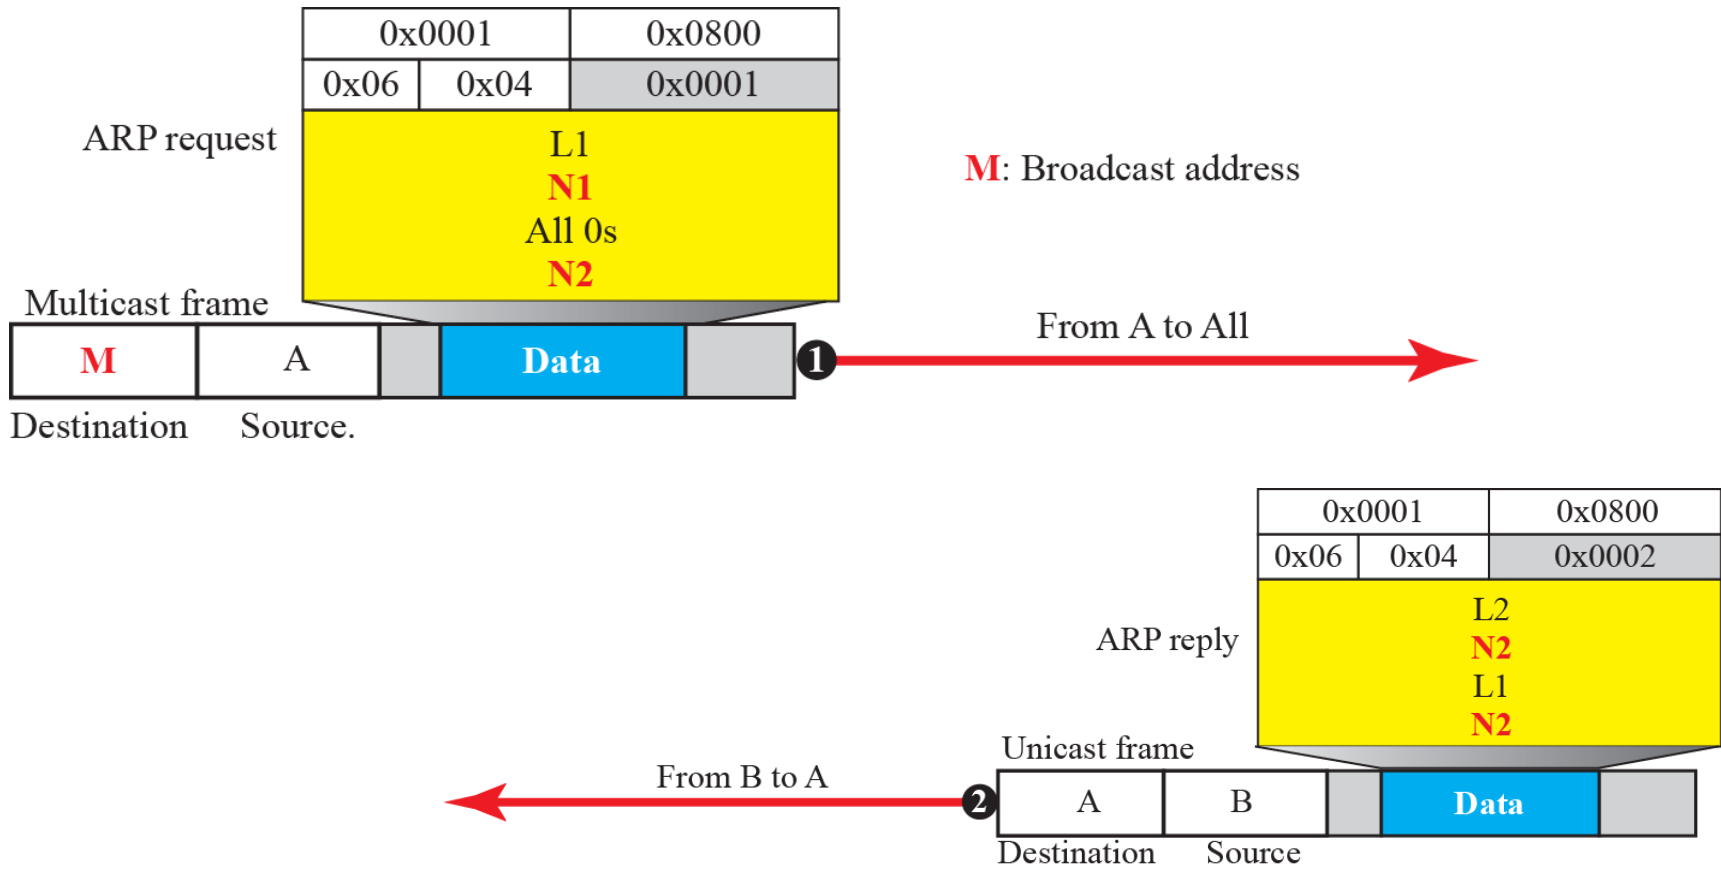 0x0001 0x0800
0x06 0x04 0x0001
ARP request
L1
N1
All 0s
N2
M: Broadcast address
Multicast frame
M A Data 1
From A to All
Destination Source.
0x0001 0x0800
0x06 0x04 0x0002
ARP reply
L2
N2
L1
N2
Unicast frame
From B to A
2 A B Data
Destination Source